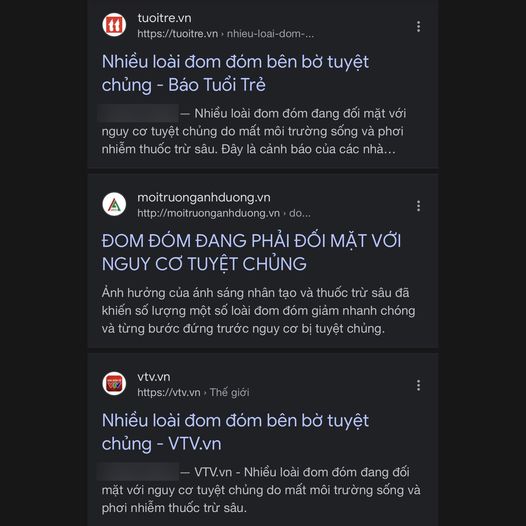 tuoitre.vn
https://tuoitre.vn › nhieu-loai-dom-...
Nhiều loài đom đóm bên bờ tuyệt
chủng - Báo Tuổi Trẻ
— Nhiều loài đom đóm đang đối mặt với
nguy cơ tuyệt chủng do mất môi trường sống và phơi
nhiễm thuốc trừ sâu. Đây là cảnh báo của các nhà...
moitruonganhduong.vn
http://moitruonganhduong.vn › do...
ĐOM ĐÓM ĐANG PHẢI ĐỐI MẶT VỚI
NGUY CƠ TUYỆT CHỦNG
Ảnh hưởng của ánh sáng nhân tạo và thuốc trừ sâu đã
khiến số lượng một số loài đom đóm giảm nhanh chóng
và từng bước đứng trước nguy cơ bị tuyệt chủng.
vtv.vn
https://vtv.vn › Thế giới
Nhiều loài đom đóm bên bờ tuyệt
chủng - VTV.vn
— VTV.vn - Nhiều loài đom đóm đang đối
mặt với nguy cơ tuyệt chủng do mất môi trường sống và
phơi nhiễm thuốc trừ sâu.